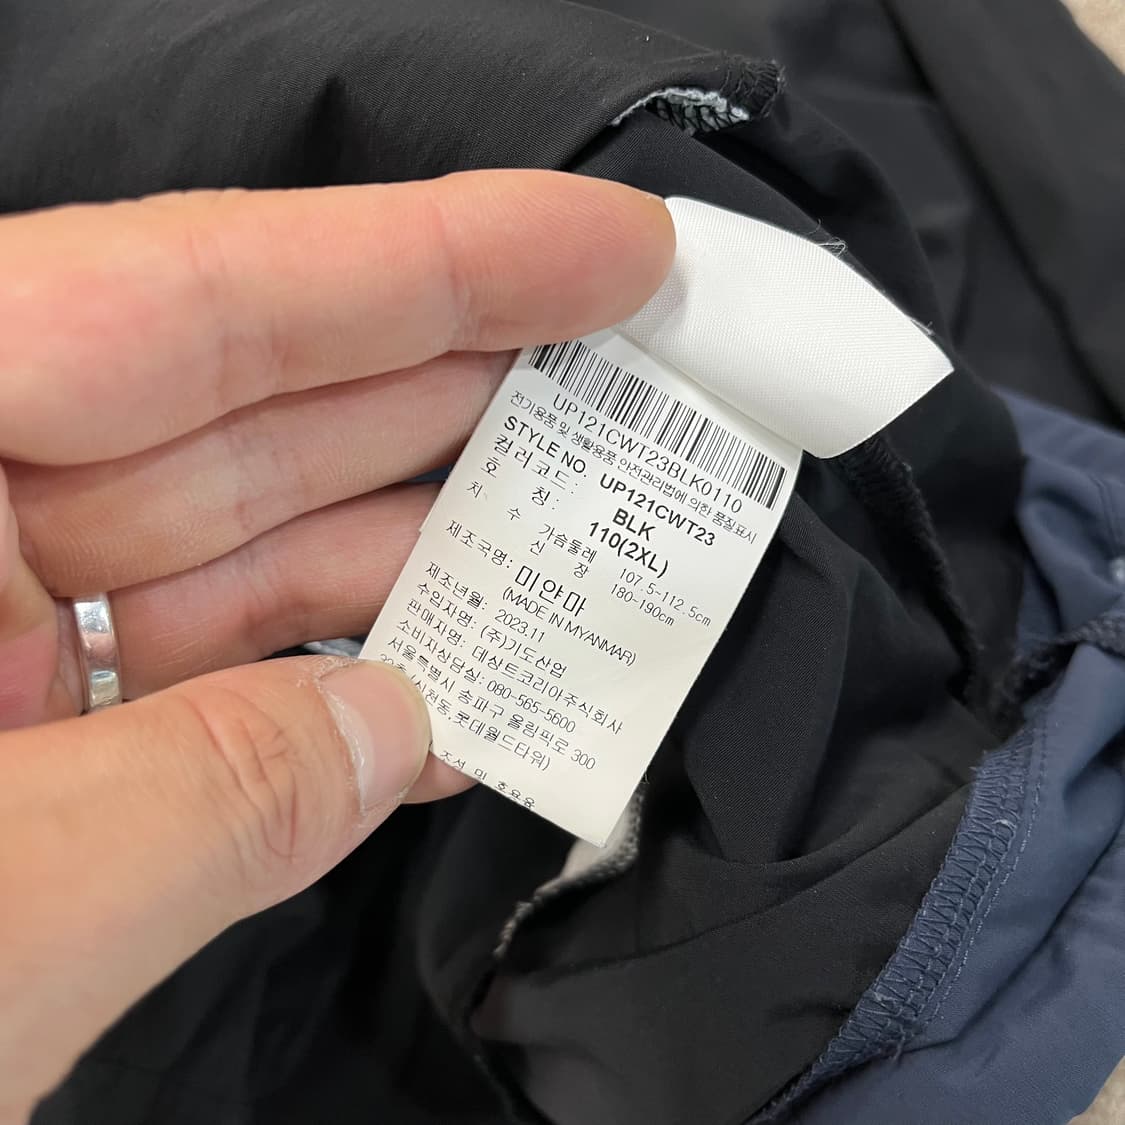 UP121CWT23BLK0110
전기용품 및 생활용품 안전관리법에 의한 품질표시
STYLE NO. UP121CWT23
컬러코드: BLK
호 칭: 110(2XL)
치 수 가슴둘레 107.5-112.5cm
신 장 180-190cm
제조국명: 미얀마
(MADE IN MYANMAR)
제조년월: 2023.11
수입자명: (주)기도산업
판매자명: 데상트코리아주식회사
소비자상담실: 080-565-5600
서울특별시 송파구 올림픽로 300
(신천동,롯데월드타워)